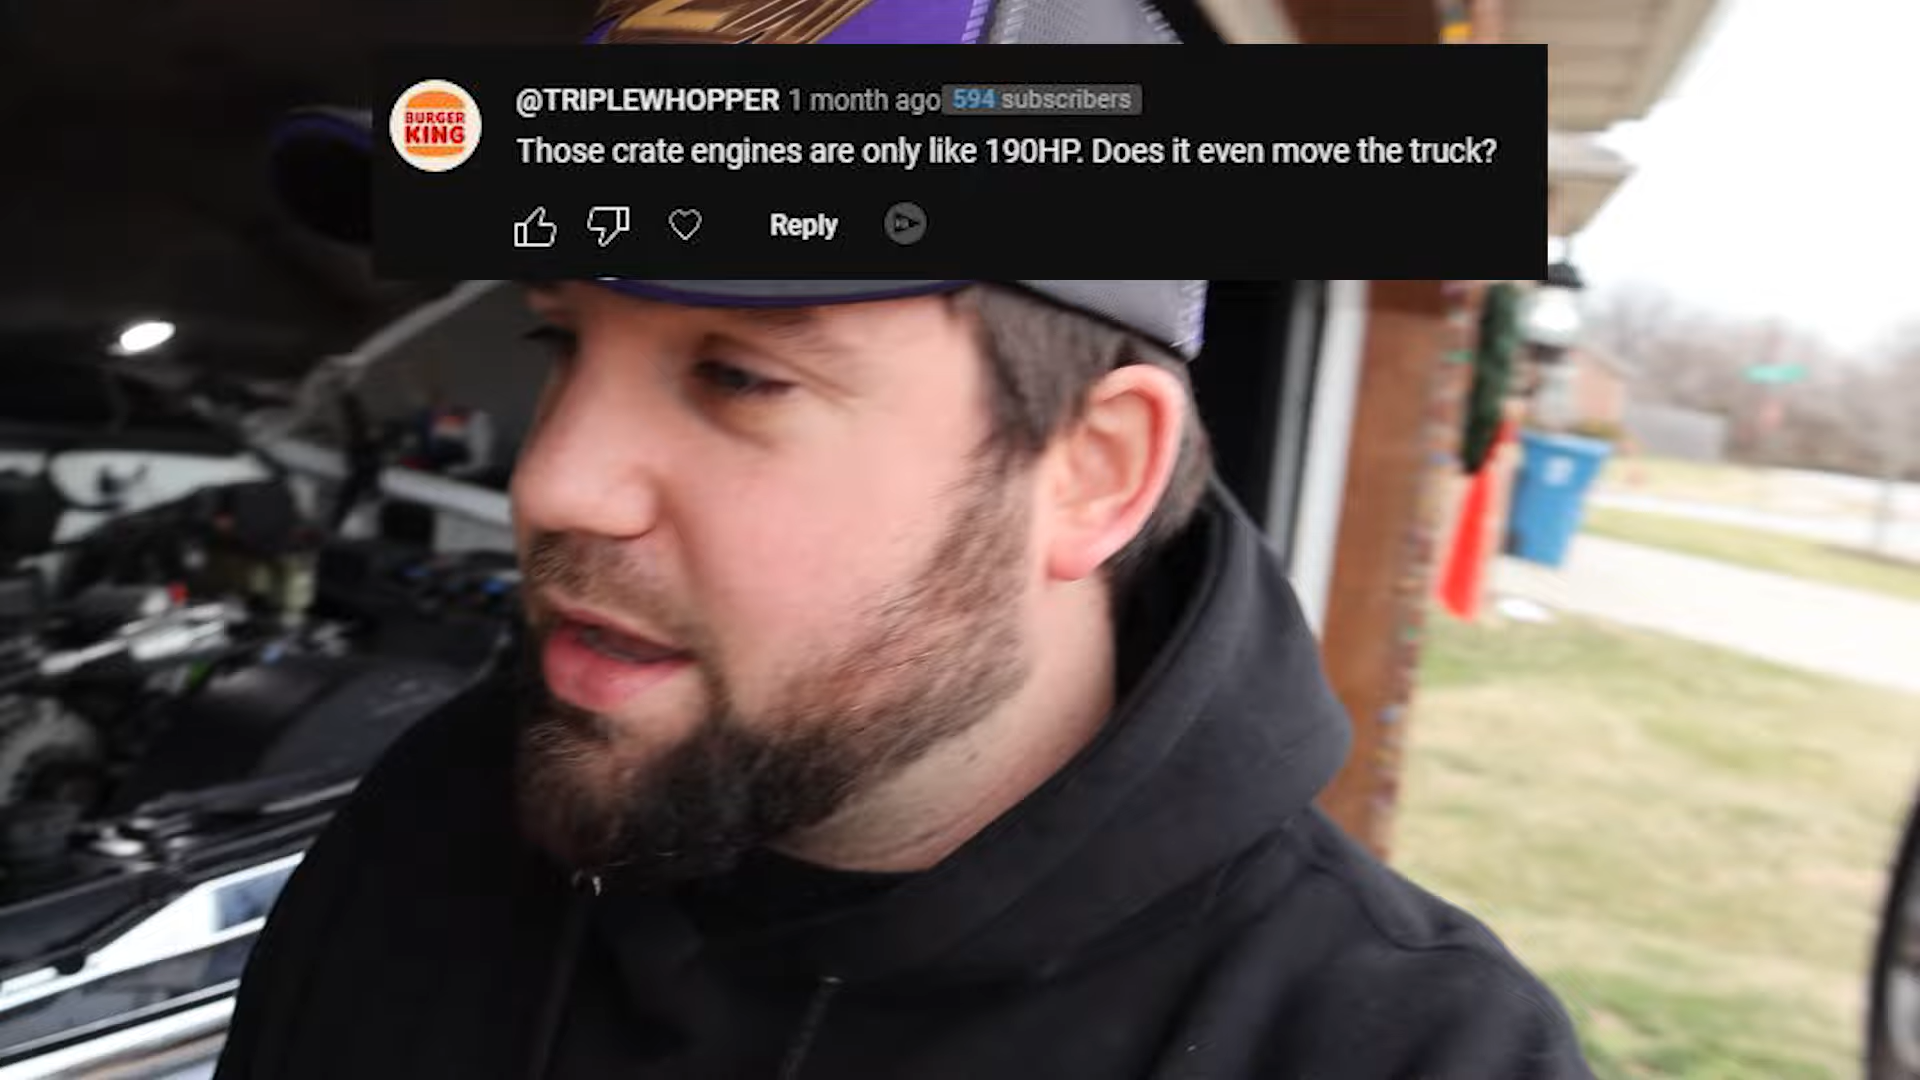 BURGER
KING
@TRIPLEWHOPPER 1 month ago 594 subscribers
Those crate engines are only like 190HP. Does it even move the truck?
Reply